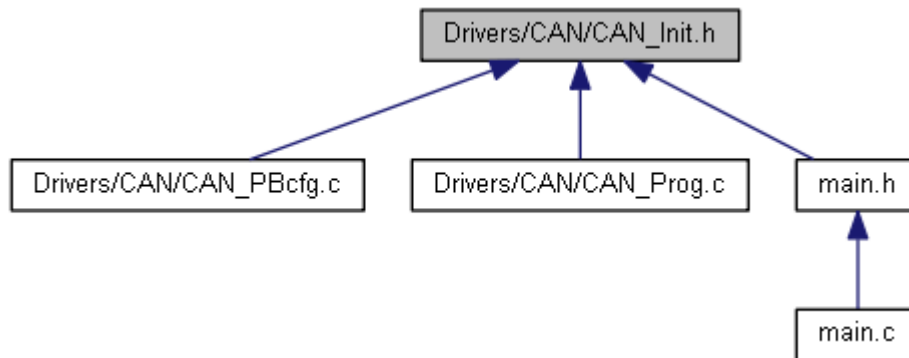 Drivers/CAN/CAN_Init.h
Drivers/CAN/CAN_PBcfg.c
Drivers/CAN/CAN_Prog.c
main.h
main.c